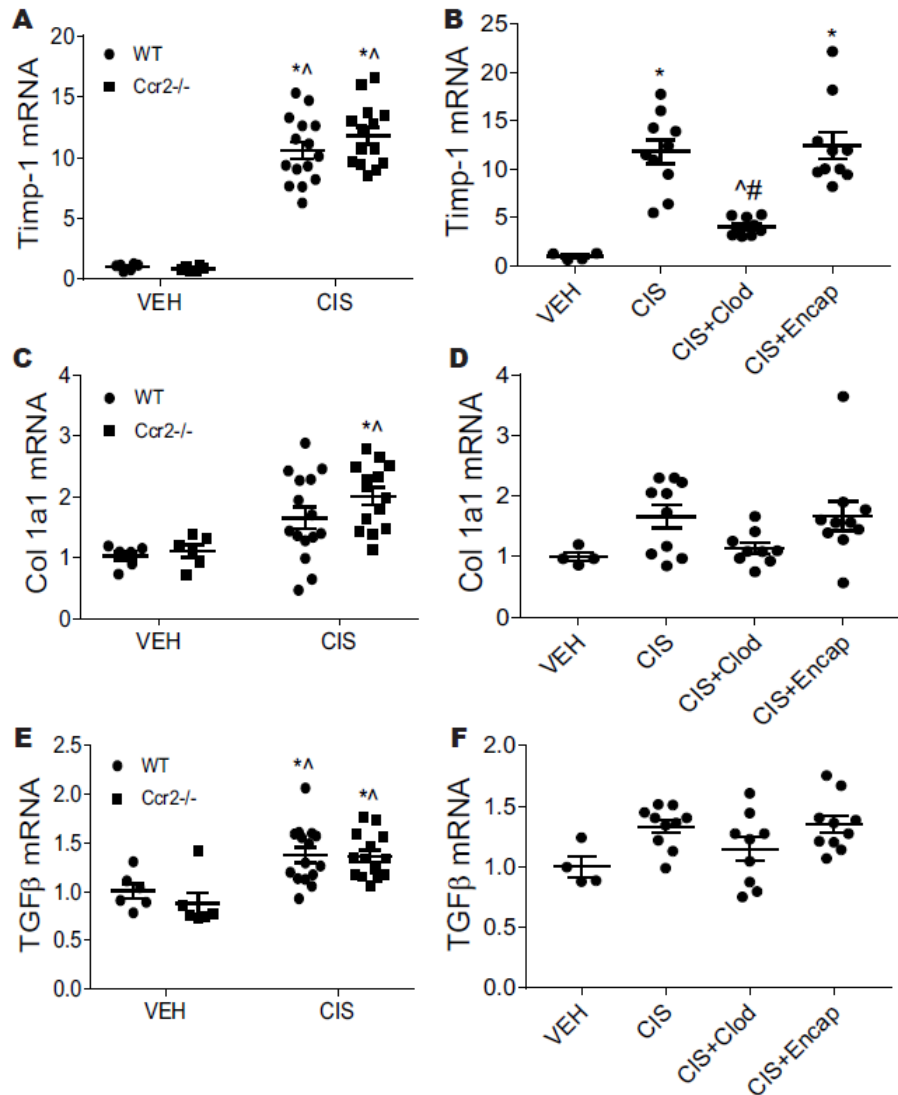 A
Timp-1 mRNA
20
15
10
5
0
WT
Ccr2-/-
*^
*^
VEH
CIS
B
Timp-1 mRNA
25
20
15
10
5
0
*
^#
*
VEH
CIS
CIS+Clod
CIS+Encap
C
Col 1a1 mRNA
4
3
2
1
0
WT
Ccr2-/-
*^
VEH
CIS
D
Col 1a1 mRNA
4
3
2
1
0
VEH
CIS
CIS+Clod
CIS+Encap
E
TGFβ mRNA
2.5
2.0
1.5
1.0
0.5
0.0
WT
Ccr2-/-
*^
*^
VEH
CIS
F
TGFβ mRNA
2.0
1.5
1.0
0.5
0.0
VEH
CIS
CIS+Clod
CIS+Encap